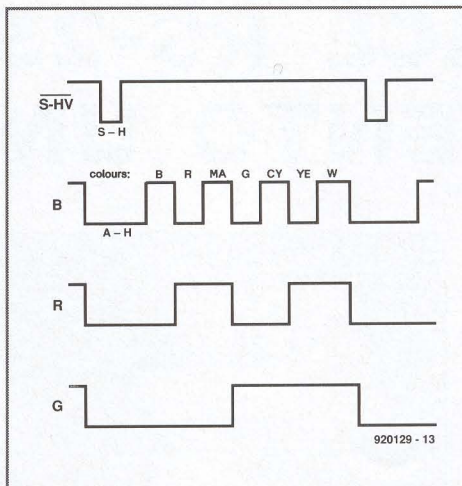 S-HV
S – H
colours: B R MA G CY YE W
B
A – H
R
G
920129 - 13